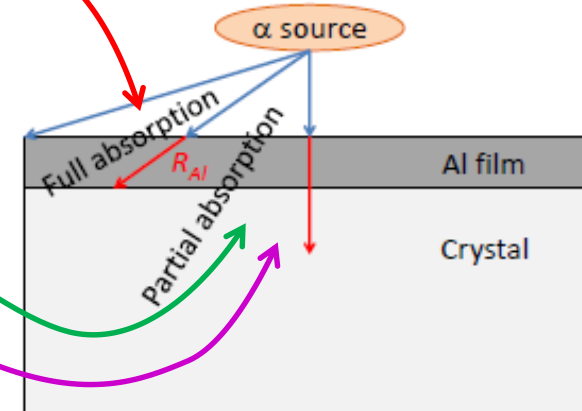 α source
Full absorption
R_Al
Partial absorption
Al film
Crystal